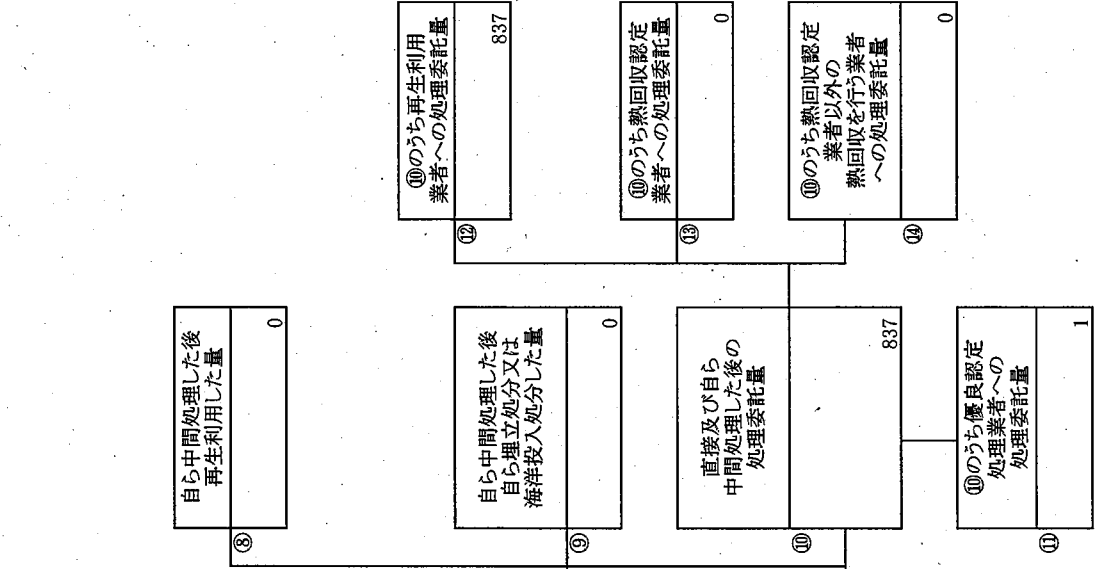 ⑧
自ら中間処理した後
再生利用した量
0
⑨
自ら中間処理した後
自ら埋立処分又は
海洋投入処分した量
0
⑩
直接及び自ら
中間処理した後の
処理委託量
837
⑪
⑩のうち優良認定
処理業者への
処理委託量
1
⑫
⑩のうち再生利用
業者への処理委託量
837
⑬
⑩のうち熱回収認定
業者への処理委託量
0
⑭
⑩のうち熱回収認定
業者以外の
熱回収を行う業者
への処理委託量
0